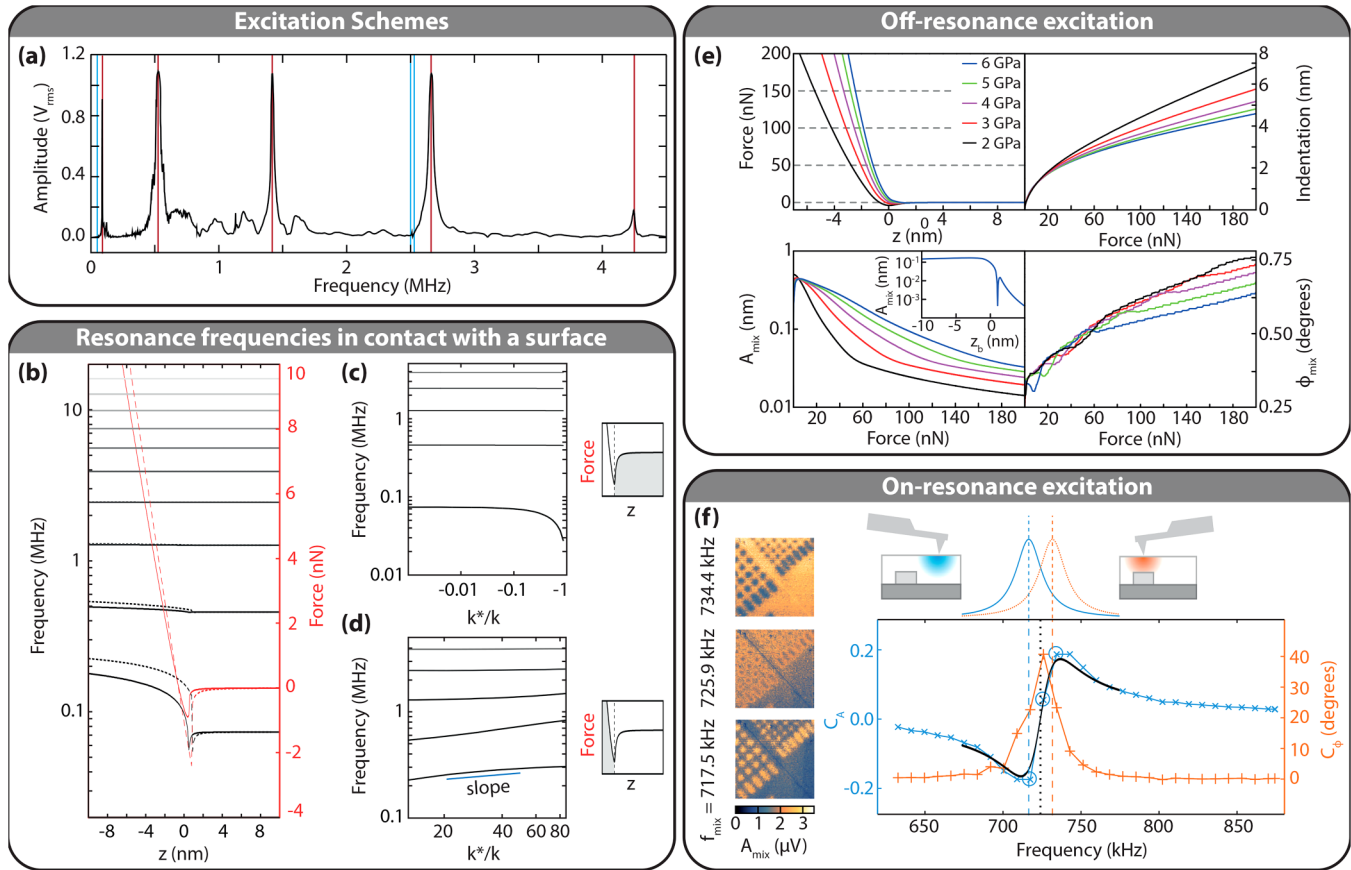 Excitation Schemes
(a)
Amplitude (Vrms)
1.2
1.0
0.8
0.4
0.0
0 1 2 3 4
Frequency (MHz)
Resonance frequencies in contact with a surface
(b)
Frequency (MHz)
10
1
0.1
Force (nN)
10
8
6
4
2
0
-2
-4
-8 -4 0 4 8
z (nm)
(c)
Frequency (MHz)
1
0.1
0.01
-0.01 -0.1 -1
k*/k
Force
z
(d)
Frequency (MHz)
1
0.1
slope
20 40 60 80
k*/k
Force
z
Off-resonance excitation
(e)
Force (nN)
200
150
100
50
0
-4 0 4 8
z (nm)
6 GPa
5 GPa
4 GPa
3 GPa
2 GPa
Indentation (nm)
8
6
4
2
0
20 60 100 140
Force (nN)
Amix (nm)
1
0.1
0.01
20 60 100 140 180
Force (nN)
Amix (nm)
10-1
10-2
10-3
-10 -5 0
zb (nm)
ϕmix (degrees)
0.75
0.50
0.25
20 60 100 140 180
Force (nN)
On-resonance excitation
(f)
734.4 kHz
725.9 kHz
fmix = 717.5 kHz
0 1 2 3
Amix (μV)
CA
0.2
0.0
-0.2
Cϕ (degrees)
40
30
20
10
0
650 700 750 800 850
Frequency (kHz)